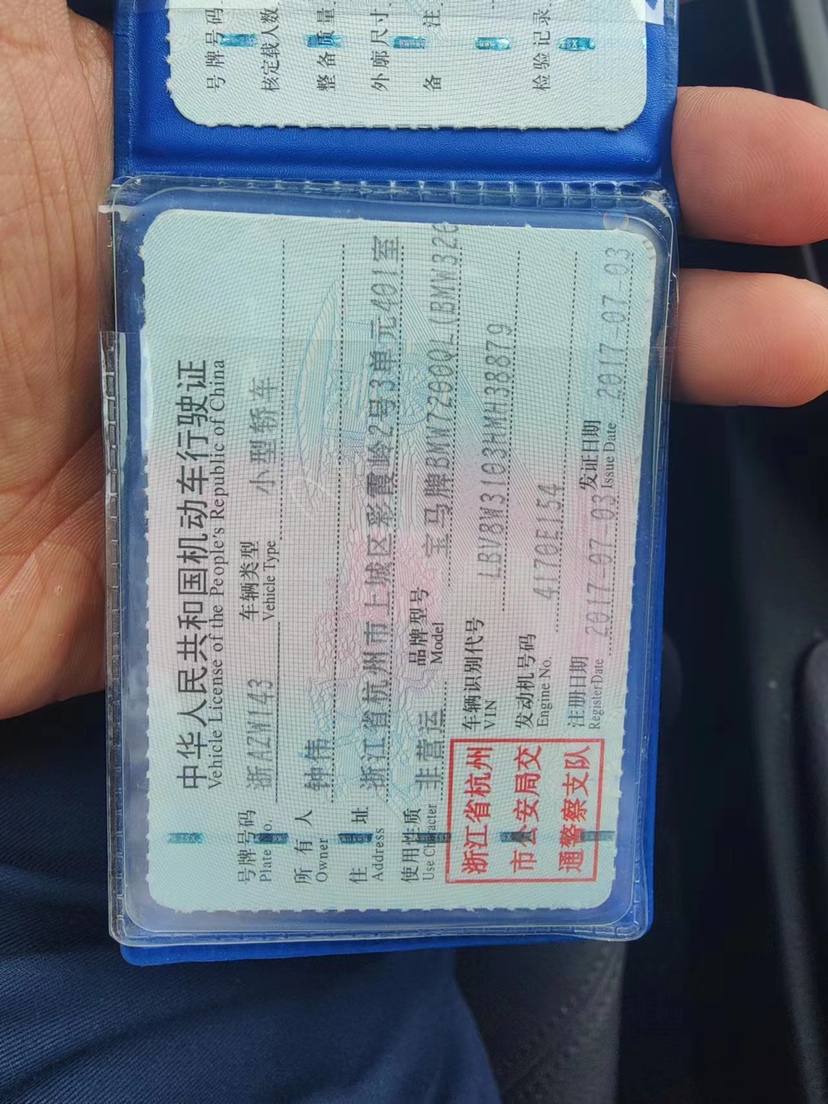 号牌号码
核定载人数
整备质量
外廓尺寸
备 注
检验记录
中华人民共和国机动车行驶证
Vehicle License of the People's Republic of China
号牌号码 浙AZW143 车辆类型 小型轿车
Plate No. Vehicle Type
所有人 钟伟
Owner
住 址 浙江省杭州市上城区彩霞岭2号3单元401室
Address
使用性质 非营运 品牌型号 宝马牌BMW7200QL(BMW320
Use Character Model
浙江省杭州
市公安局交
通警察支队
车辆识别代号 LBV8W3103HMH38879
VIN
发动机号码 4170E154
Engine No.
注册日期 2017-07-03 发证日期 2017-07-03
Register Date Issue Date